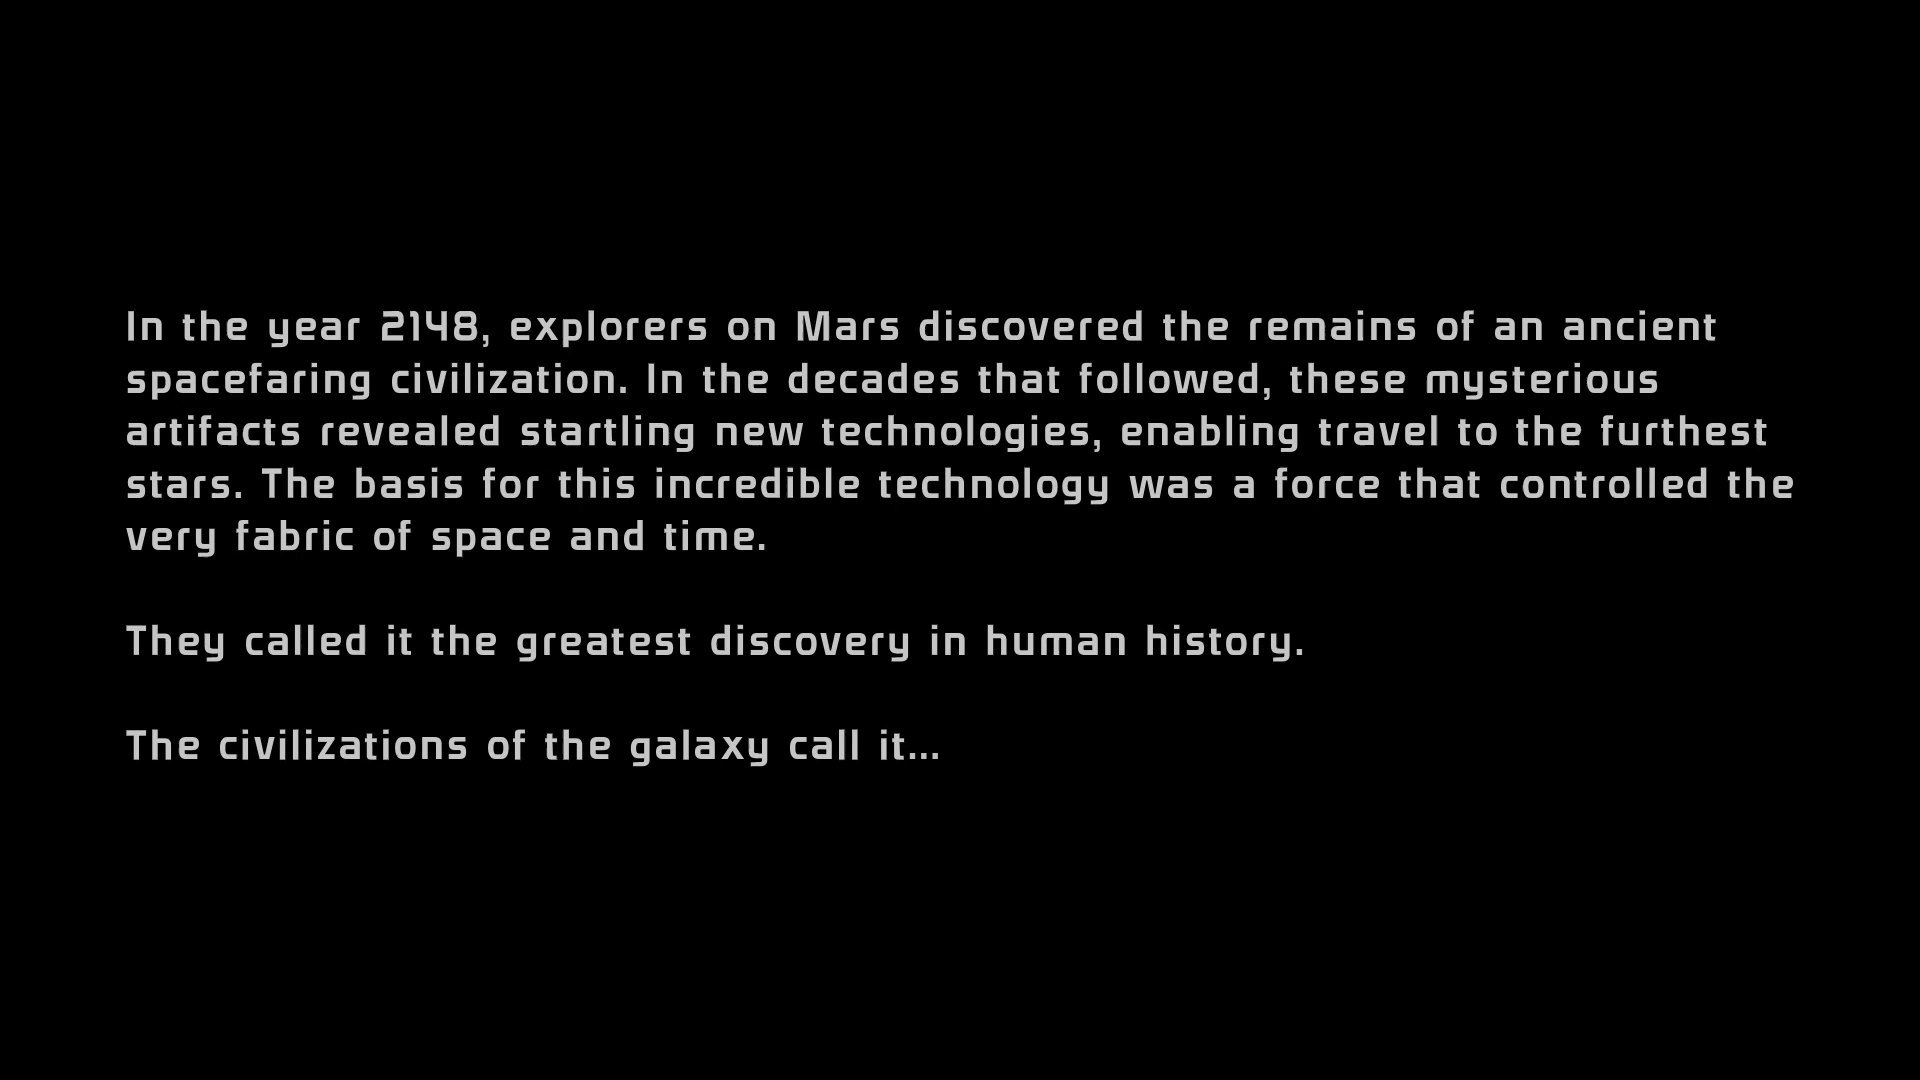 In the year 2148, explorers on Mars discovered the remains of an ancient
spacefaring civilization. In the decades that followed, these mysterious
artifacts revealed startling new technologies, enabling travel to the furthest
stars. The basis for this incredible technology was a force that controlled the
very fabric of space and time.
They called it the greatest discovery in human history.
The civilizations of the galaxy call it...